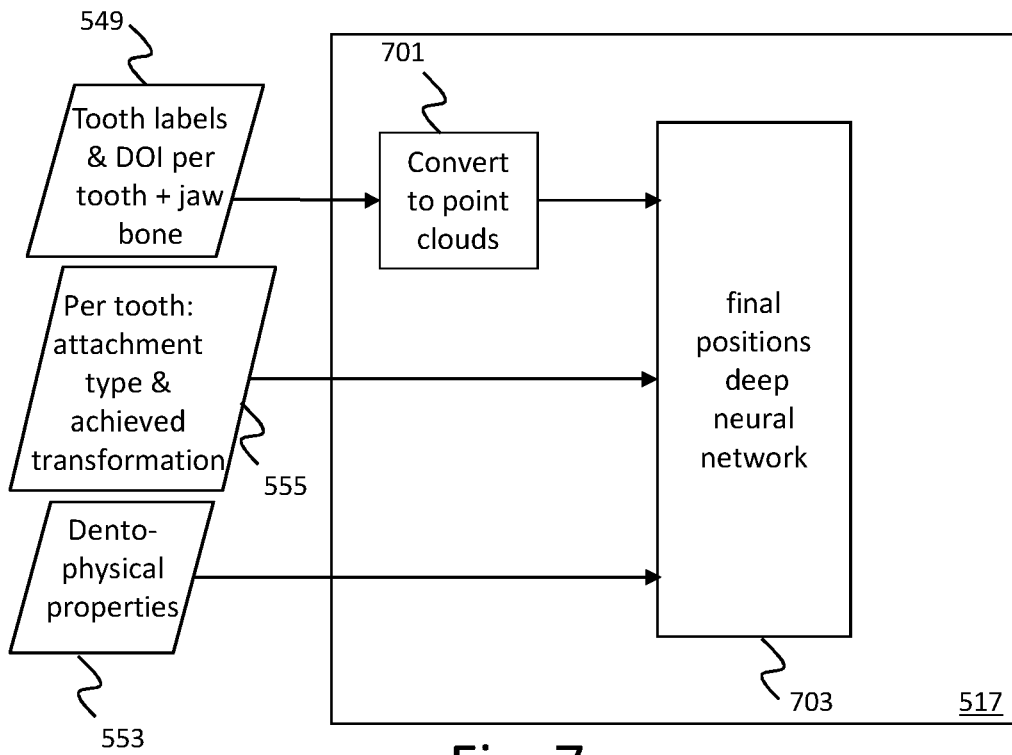 549
Tooth labels
& DOI per
tooth + jaw
bone
701
Convert
to point
clouds
Per tooth:
attachment
type &
achieved
transformation
555
final
positions
deep
neural
network
Dento-
physical
properties
553
703
517
Fig. 7